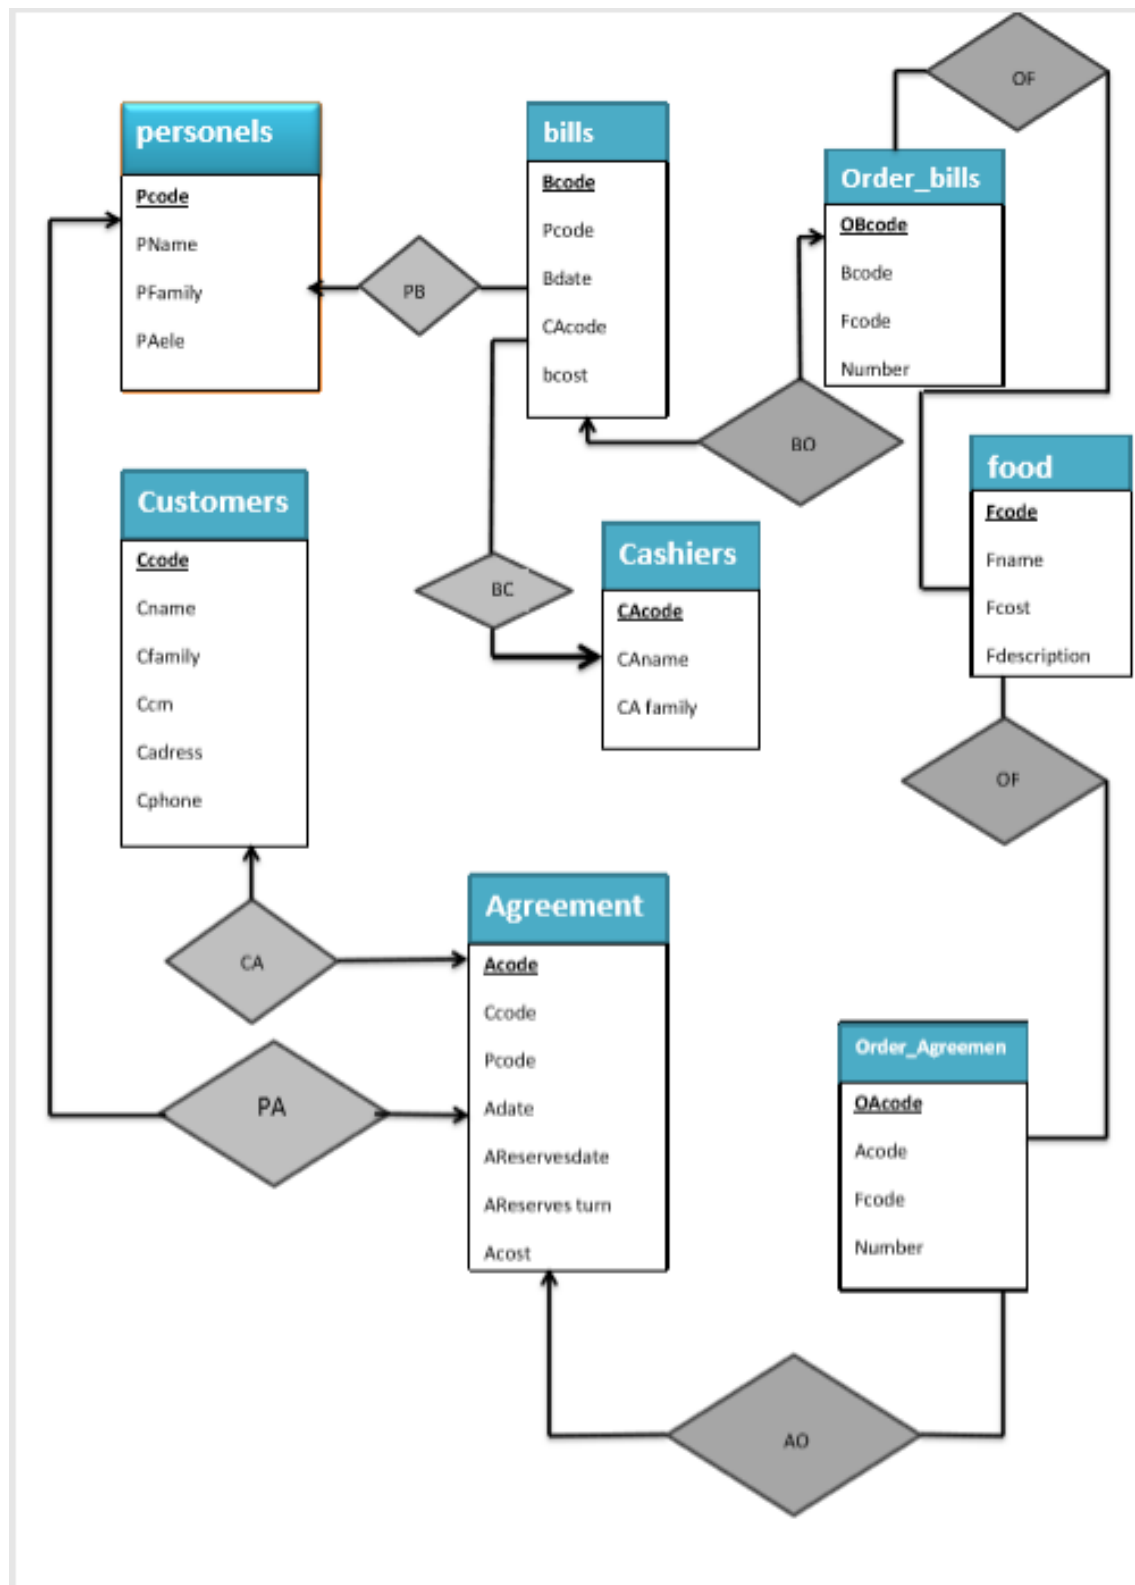 OF
personels
Pcode
PName
PFamily
PAele
PB
bills
Bcode
Pcode
Bdate
CAcode
bcost
Order_bills
OBcode
Bcode
Fcode
Number
BO
food
Fcode
Fname
Fcost
Fdescription
Customers
Ccode
Cname
Cfamily
Ccm
Cadress
Cphone
BC
Cashiers
CAcode
CAname
CA family
OF
CA
PA
Agreement
Acode
Ccode
Pcode
Adate
AReservesdate
AReserves turn
Acost
Order_Agreemen
OAcode
Acode
Fcode
Number
AO